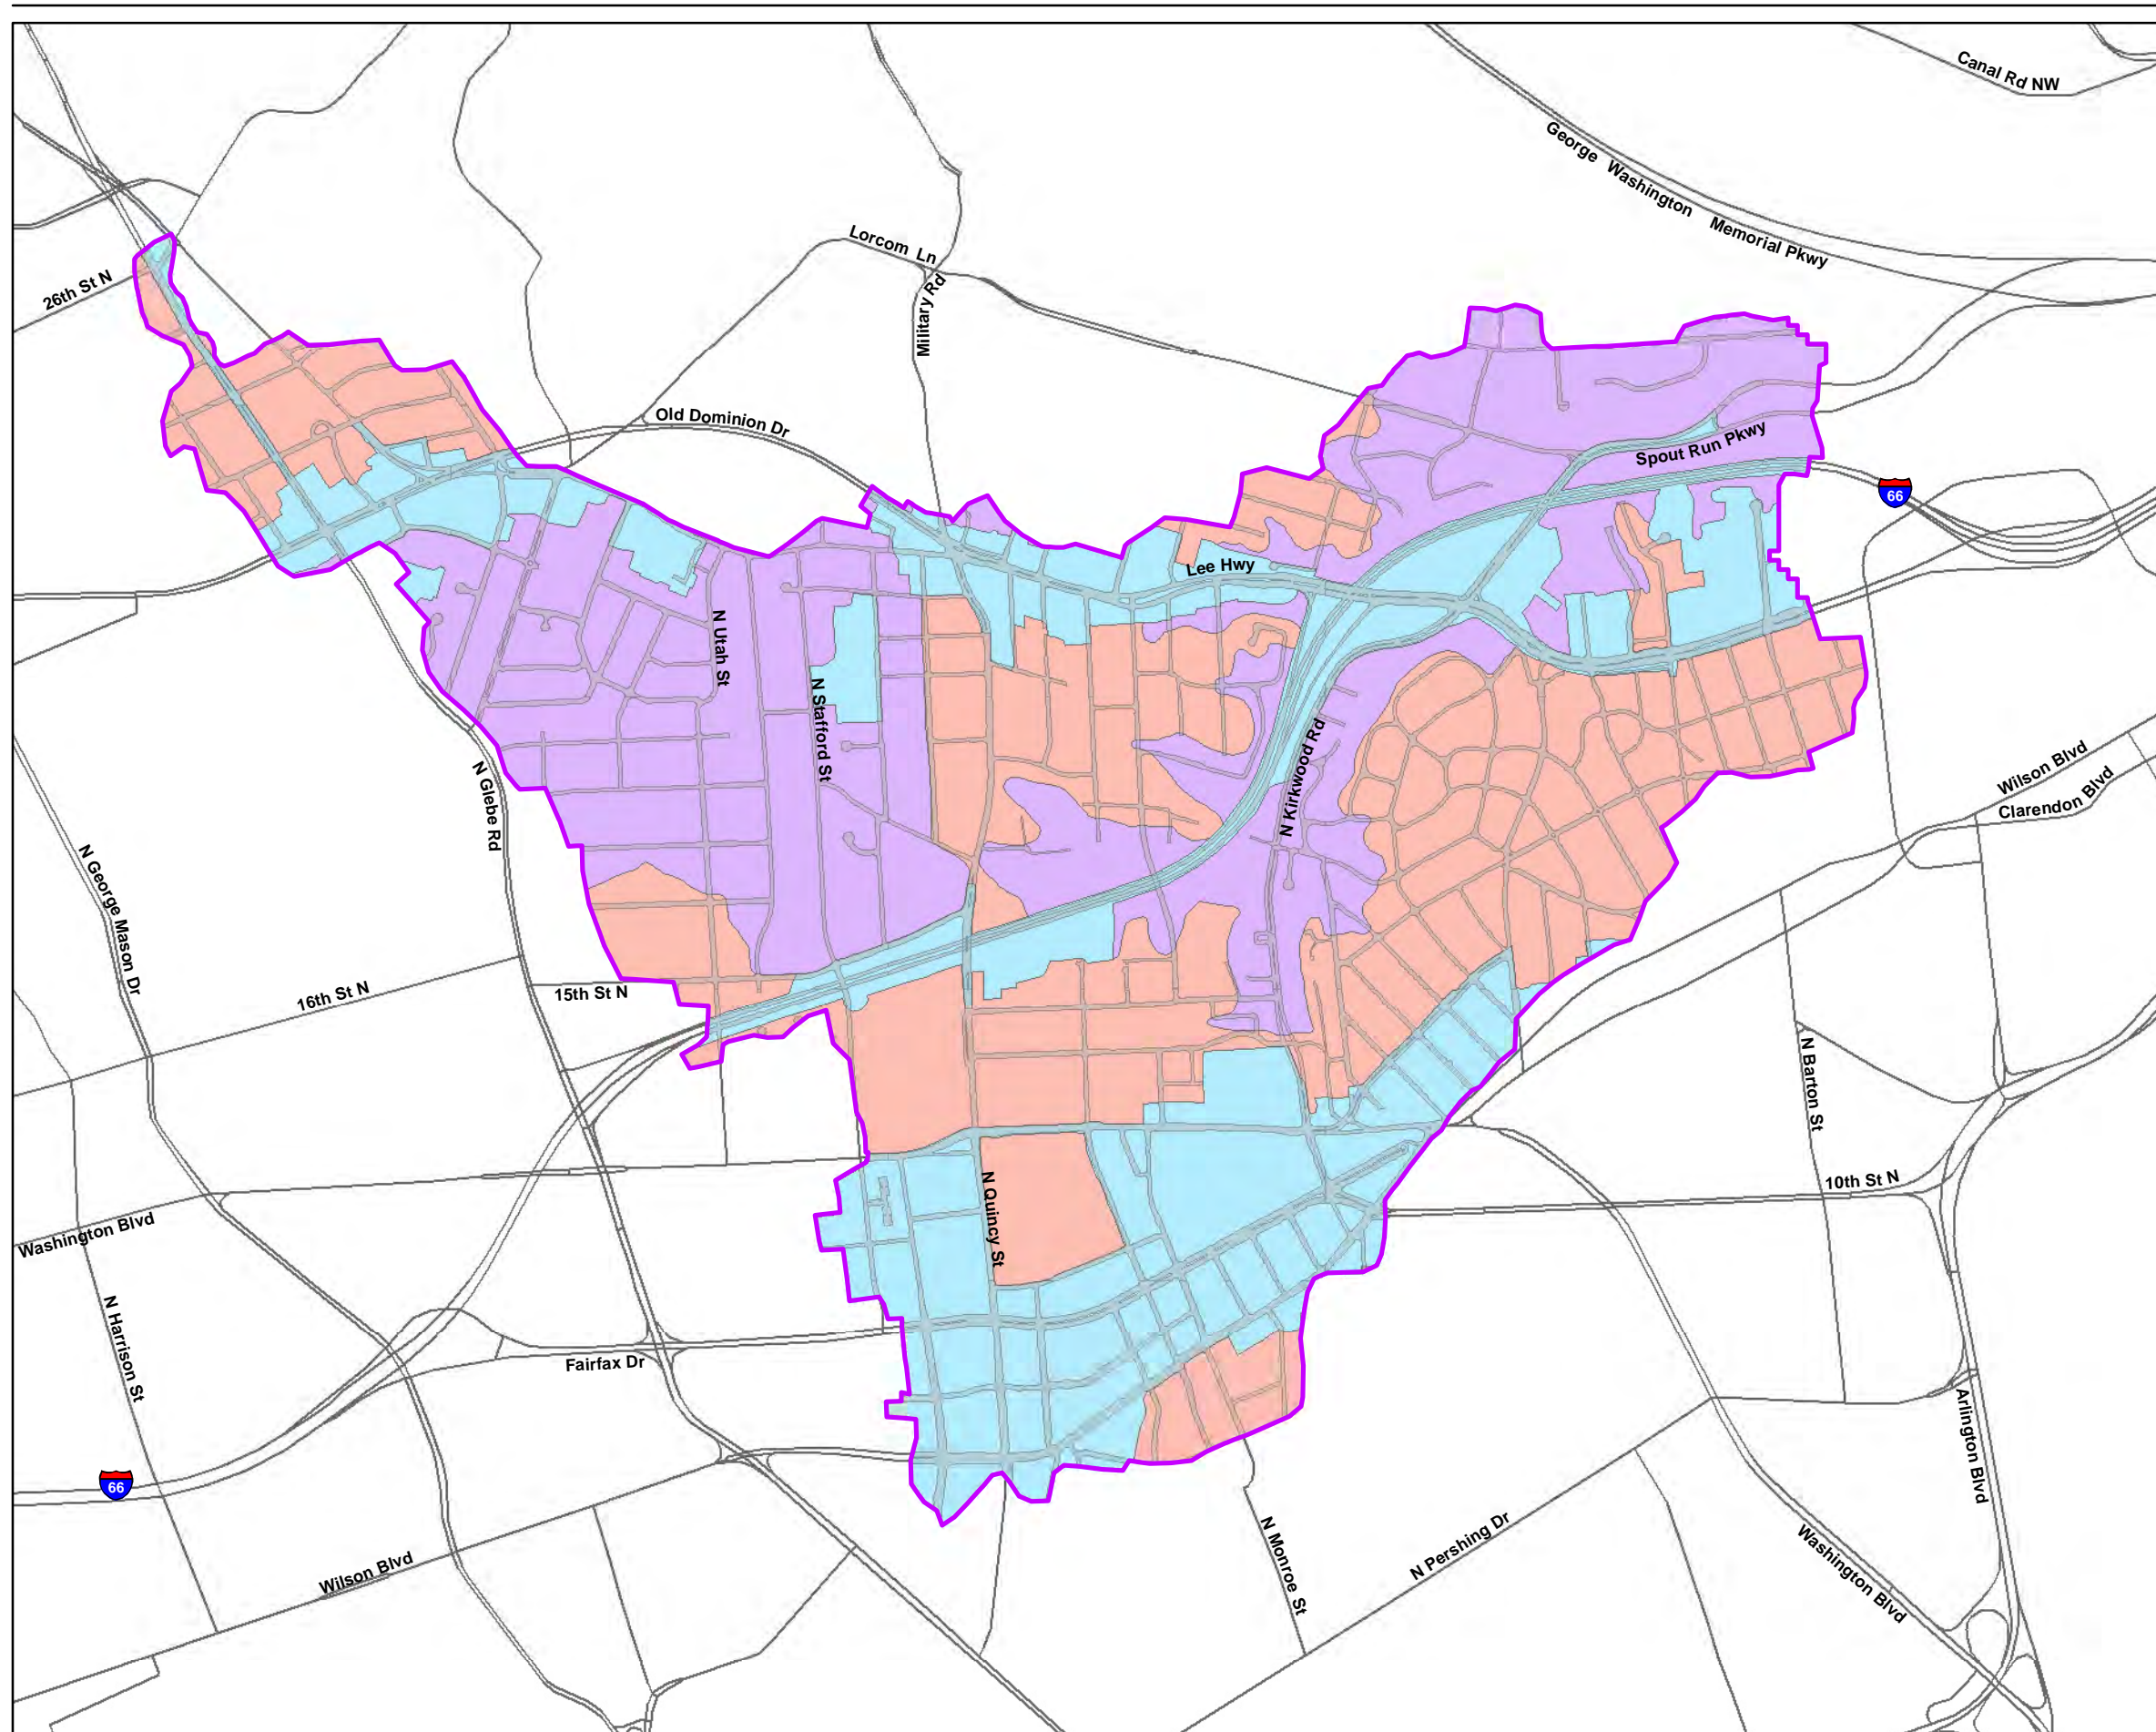 Canal Rd NW
George Washington Memorial Pkwy
Lorcom Ln
26th St N
Military Rd
Old Dominion Dr
Spout Run Pkwy
66
Lee Hwy
N Utah St
N Stafford St
N Kirkwood Rd
N Glebe Rd
Wilson Blvd
Clarendon Blvd
N George Mason Dr
16th St N
15th St N
N Barton St
10th St N
N Quincy St
Washington Blvd
N Harrison St
Fairfax Dr
Arlington Blvd
66
N Monroe St
N Pershing Dr
Wilson Blvd
Washington Blvd